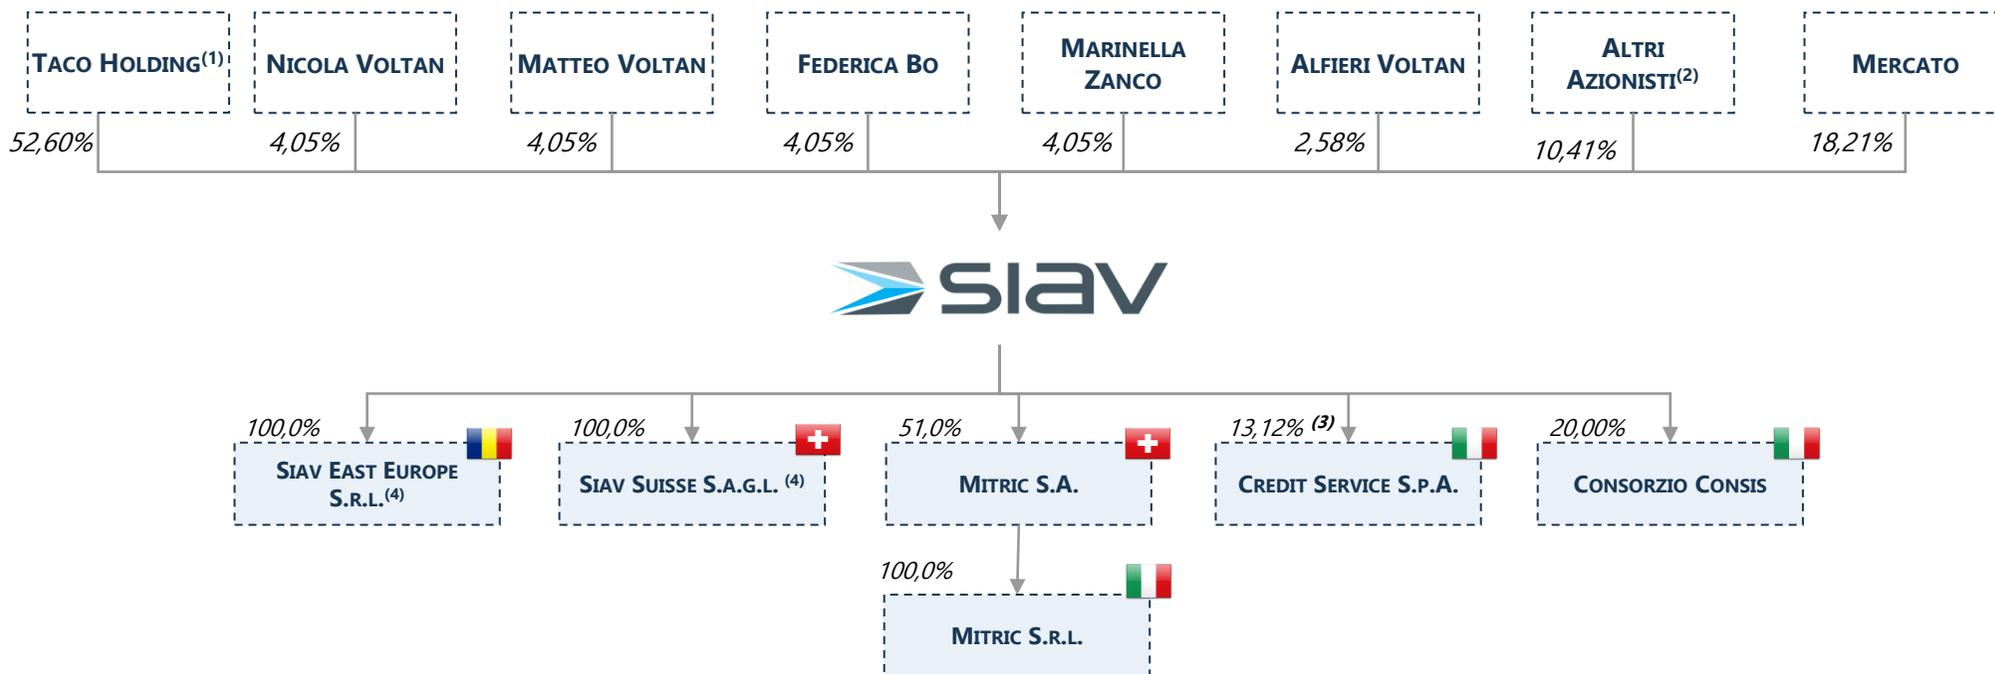 TACO HOLDING(1)
NICOLA VOLTAN
MATTEO VOLTAN
FEDERICA BO
MARINELLA
ZANCO
ALFIERI VOLTAN
ALTRI
AZIONISTI(2)
MERCATO
52,60%
4,05%
4,05%
4,05%
4,05%
2,58%
10,41%
18,21%
SIAV
100,0%
100,0%
51,0%
13,12% (3)
20,00%
SIAV EAST EUROPE
S.R.L.(4)
SIAV SUISSE S.A.G.L. (4)
MITRIC S.A.
CREDIT SERVICE S.P.A.
CONSORZIO CONSIS
100,0%
MITRIC S.R.L.